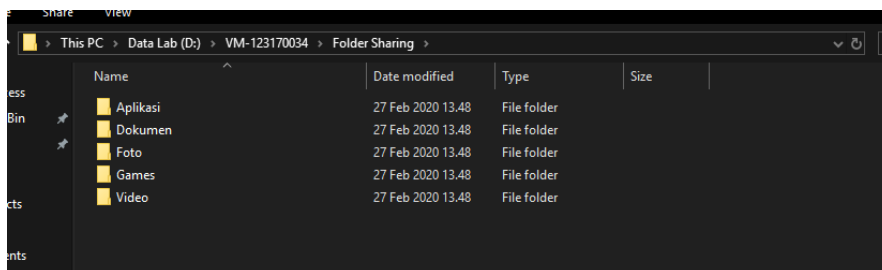 Share View
This PC > Data Lab (D:) > VM-123170034 > Folder Sharing >
Name Date modified Type Size
ess
Aplikasi 27 Feb 2020 13.48 File folder
Bin
Dokumen 27 Feb 2020 13.48 File folder
Foto 27 Feb 2020 13.48 File folder
Games 27 Feb 2020 13.48 File folder
Video 27 Feb 2020 13.48 File folder
cts
ents